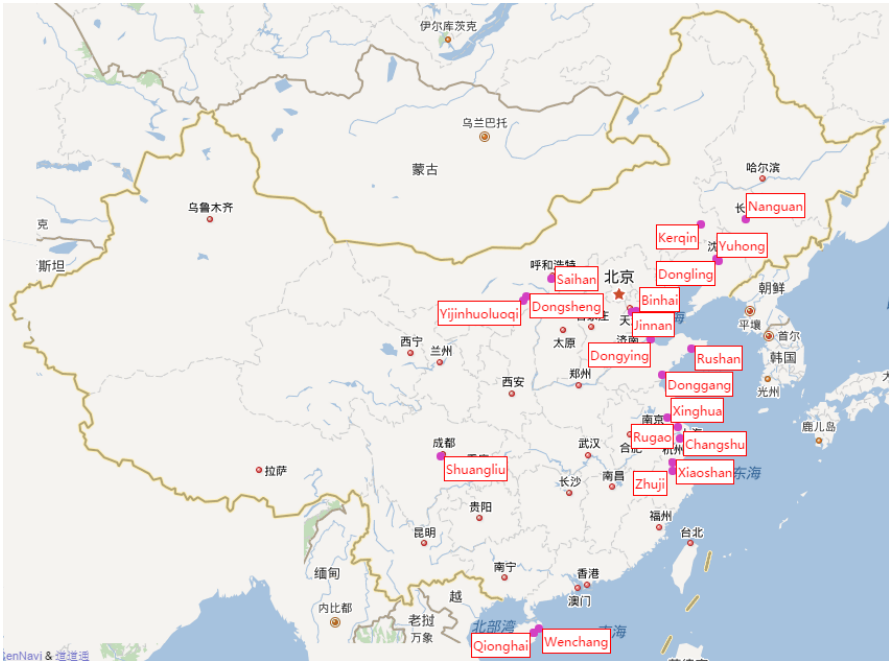 伊尔库茨克
乌兰巴托
蒙古
哈尔滨
乌鲁木齐
长
Nanguan
克
Kerqin
沈
Yuhong
斯坦
呼和浩特
Saihan
北京
Dongling
朝鲜
Dongsheng
Binhai
Yijinhuoluoqi
天
海
平壤
Jinnan
首尔
太原
济南
西宁
兰州
Dongying
Rushan
韩国
郑州
西安
Donggang
光州
Xinghua
南京
鹿儿岛
Rugao
成都
武汉
合肥
杭州
Changshu
Shuangliu
拉萨
南昌
Xiaoshan
东海
长沙
Zhuji
贵阳
福州
昆明
台北
缅甸
南宁
香港
澳门
越
内比都
老挝
万象
北部湾
南海
Qionghai
Wenchang
GenNavi & 道道通